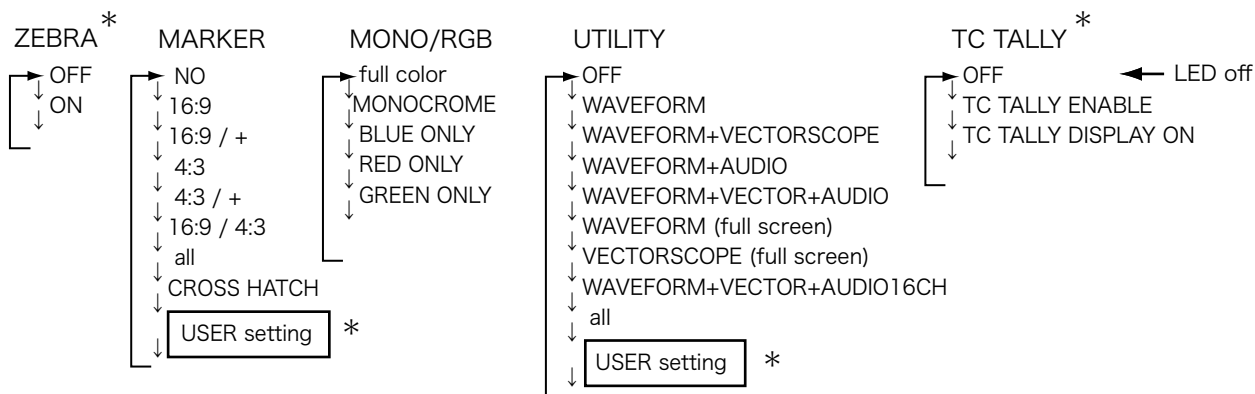 ZEBRA *
OFF
ON
MARKER
NO
16:9
16:9 / +
4:3
4:3 / +
16:9 / 4:3
all
CROSS HATCH
USER setting *
MONO/RGB
full color
MONOCROME
BLUE ONLY
RED ONLY
GREEN ONLY
UTILITY
OFF
WAVEFORM
WAVEFORM+VECTORSCOPE
WAVEFORM+AUDIO
WAVEFORM+VECTOR+AUDIO
WAVEFORM (full screen)
VECTORSCOPE (full screen)
WAVEFORM+VECTOR+AUDIO16CH
all
USER setting *
TC TALLY *
OFF
TC TALLY ENABLE
TC TALLY DISPLAY ON
LED off